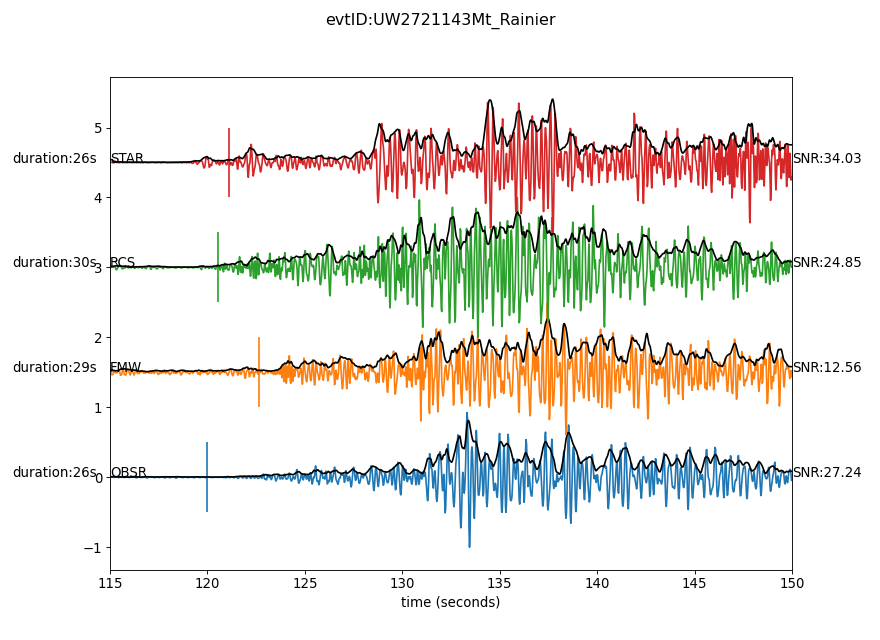 evtID:UW2721143Mt_Rainier
5
duration:26s STAR SNR:34.03
4
duration:30s 3 RCS SNR:24.85
2
duration:29s FMW SNR:12.56
1
duration:26s 0 OBSR SNR:27.24
−1
115 120 125 130 135 140 145 150
time (seconds)